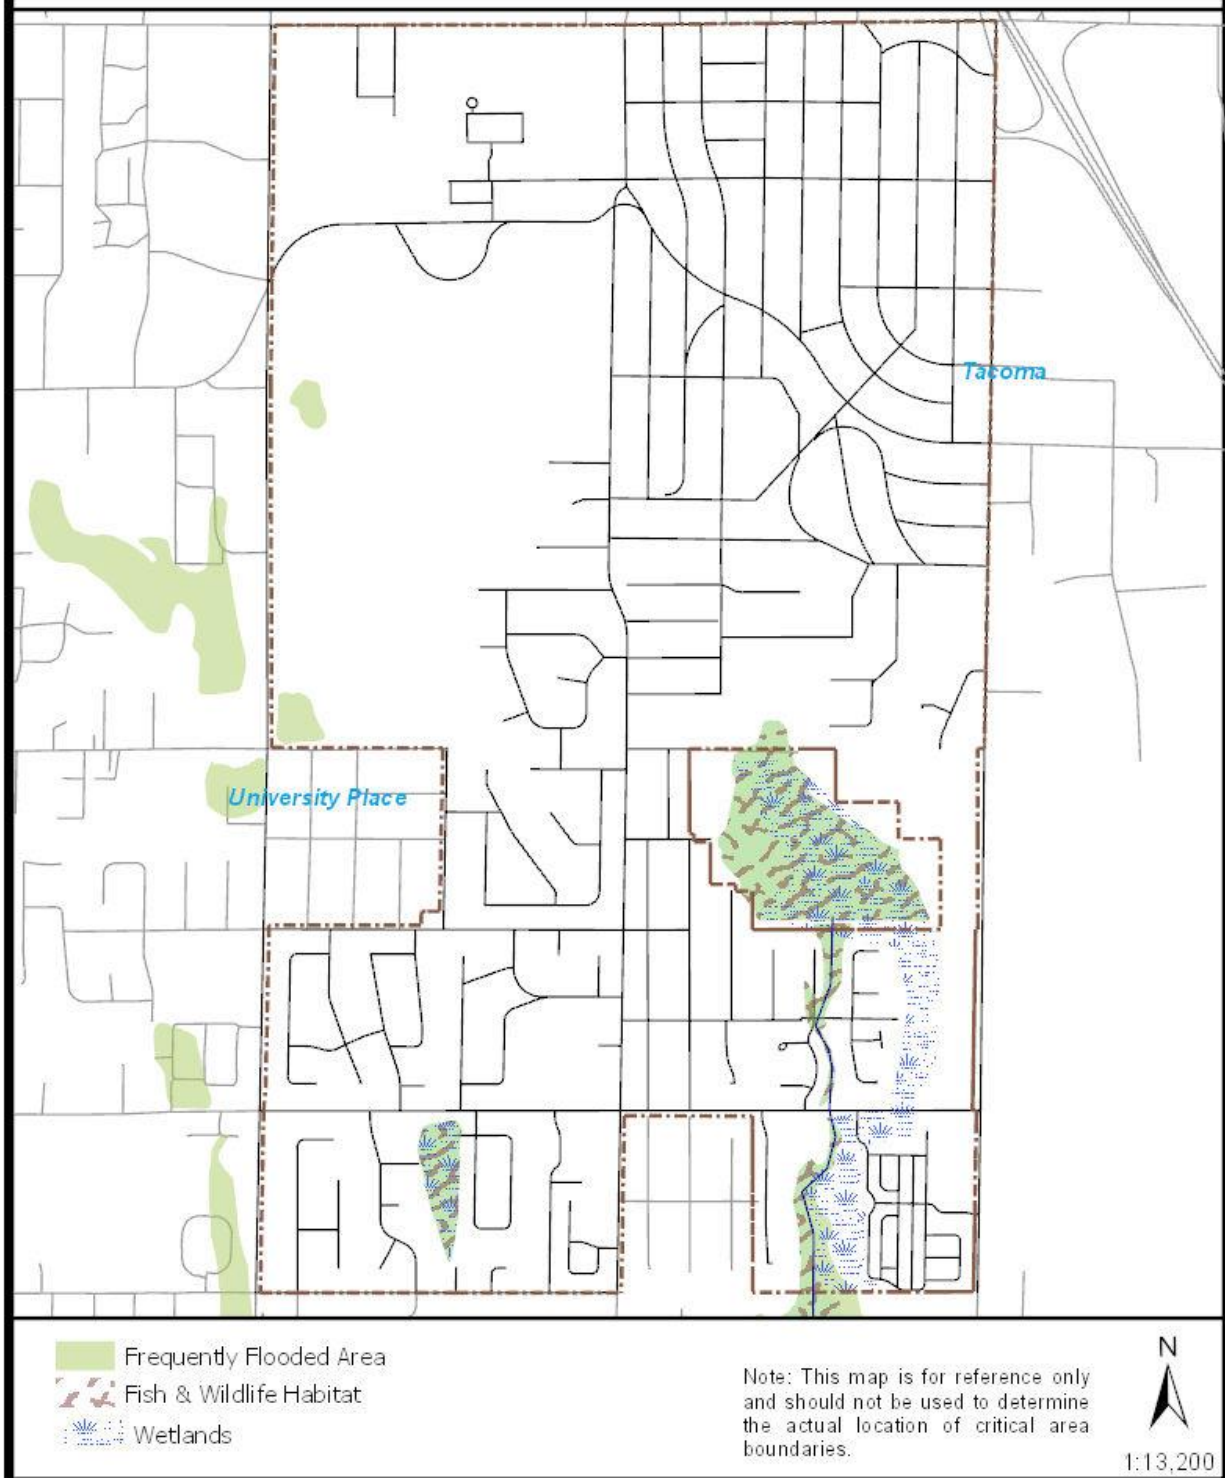 Tacoma
University Place
Frequently Flooded Area
Fish & Wildlife Habitat
Wetlands
Note: This map is for reference only
and should not be used to determine
the actual location of critical area
boundaries.
N
1:13,200